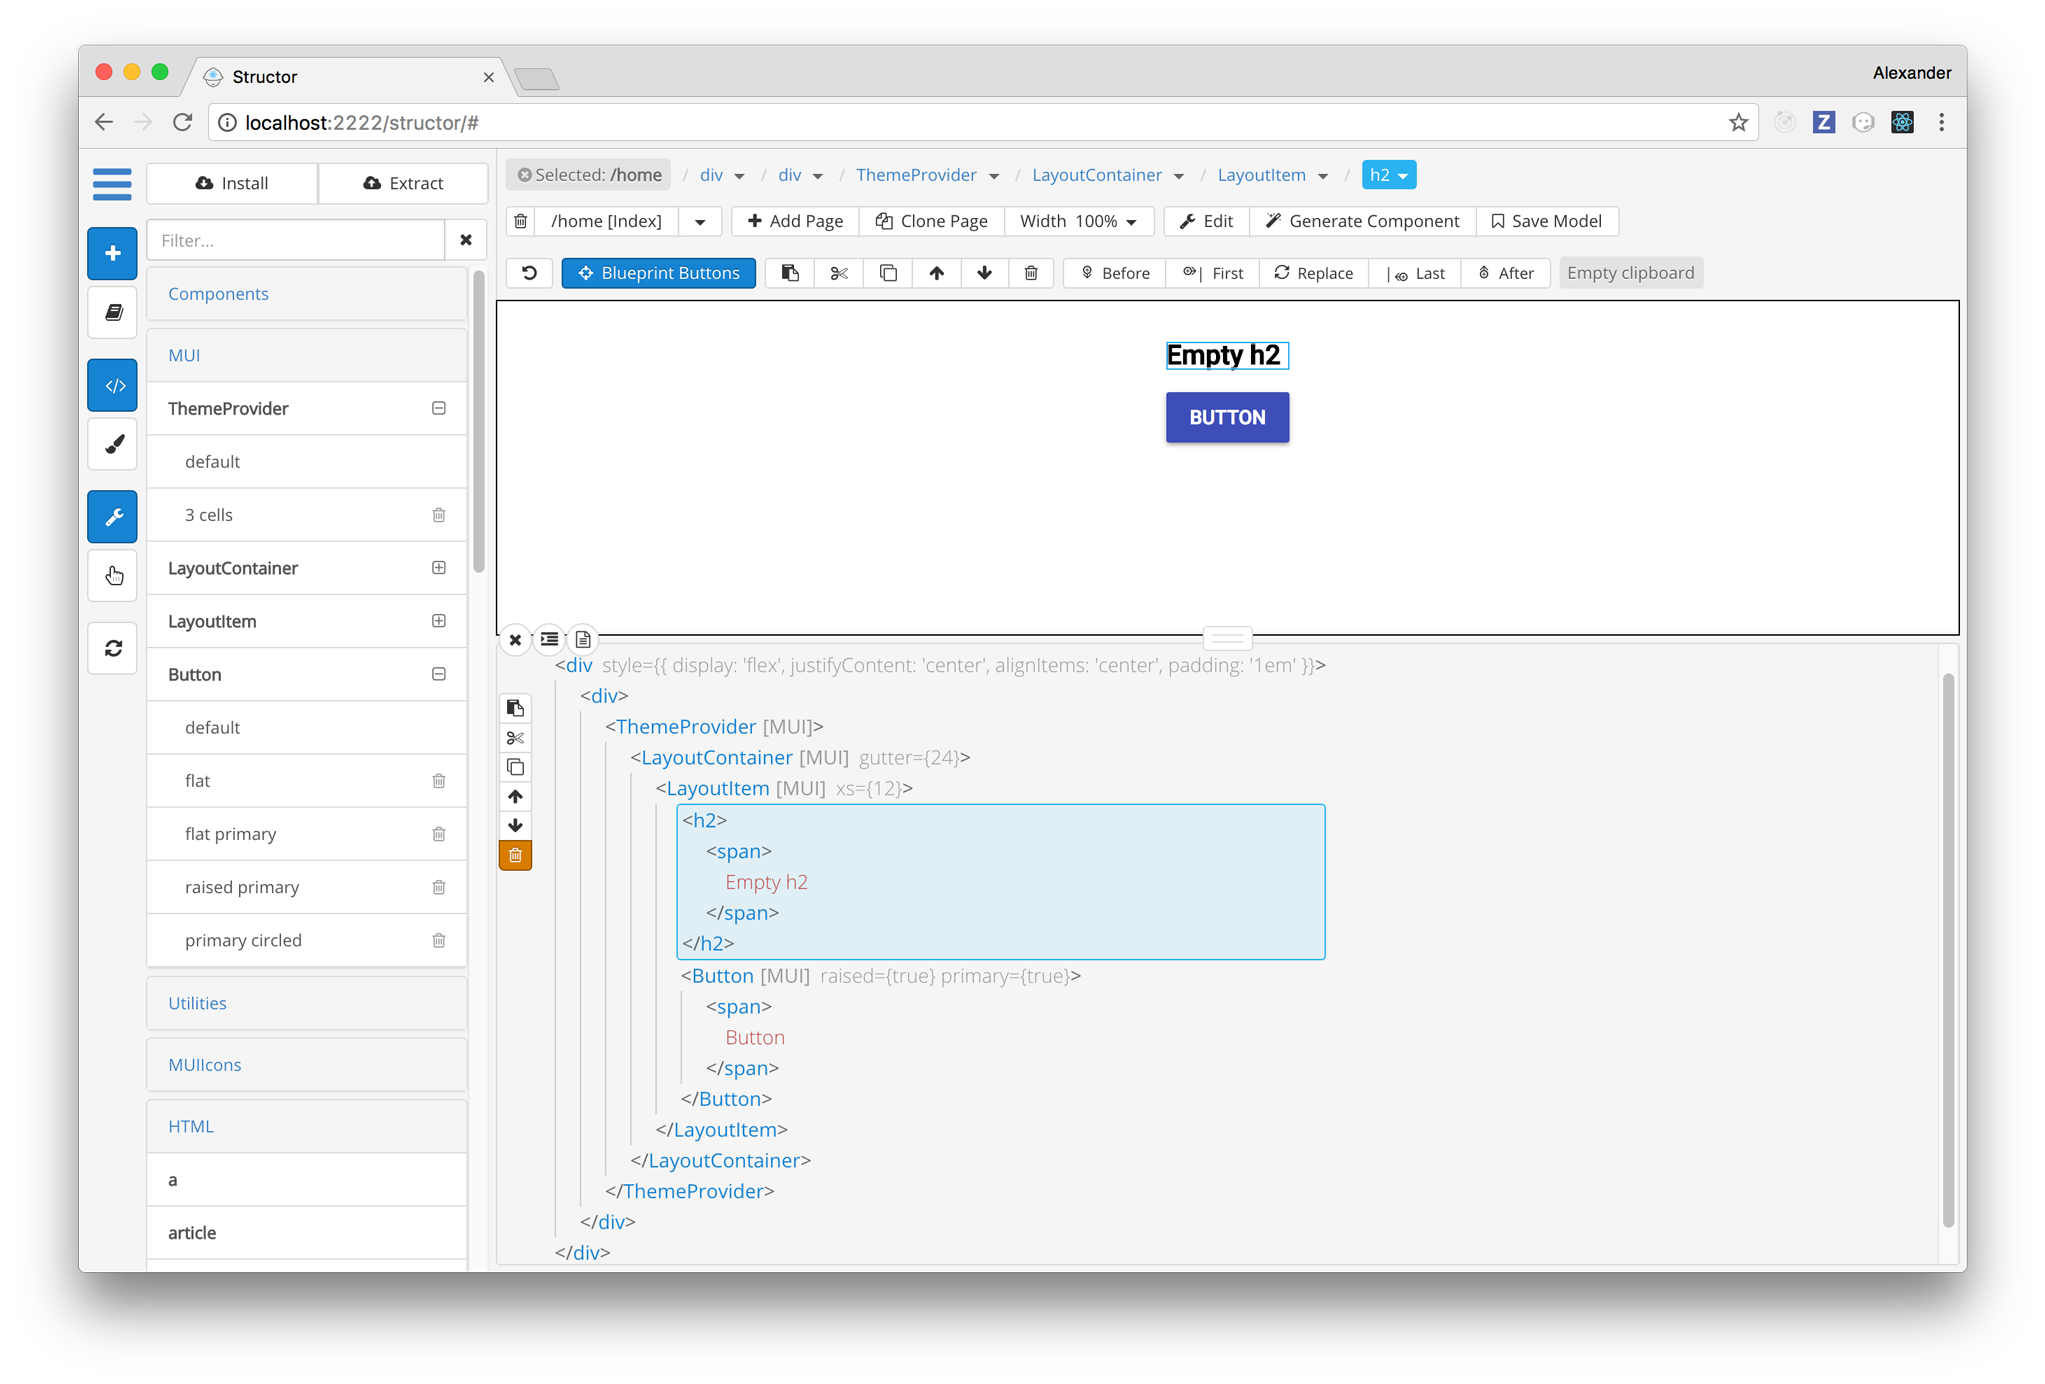 Structor
Alexander
localhost:2222/structor/#
Install
Extract
Selected: /home / div / div / ThemeProvider / LayoutContainer / LayoutItem / h2
/home [Index] Add Page Clone Page Width 100% Edit Generate Component Save Model
Filter...
Blueprint Buttons Before First Replace Last After Empty clipboard
Components
MUI
ThemeProvider
default
3 cells
LayoutContainer
LayoutItem
Button
default
flat
flat primary
raised primary
primary circled
Utilities
MUIIcons
HTML
a
article
Empty h2
BUTTON
<div style={{ display: 'flex', justifyContent: 'center', alignItems: 'center', padding: '1em' }}>
<div>
<ThemeProvider [MUI]>
<LayoutContainer [MUI] gutter={24}>
<LayoutItem [MUI] xs={12}>
<h2>
<span>
Empty h2
</span>
</h2>
<Button [MUI] raised={true} primary={true}>
<span>
Button
</span>
</Button>
</LayoutItem>
</LayoutContainer>
</ThemeProvider>
</div>
</div>